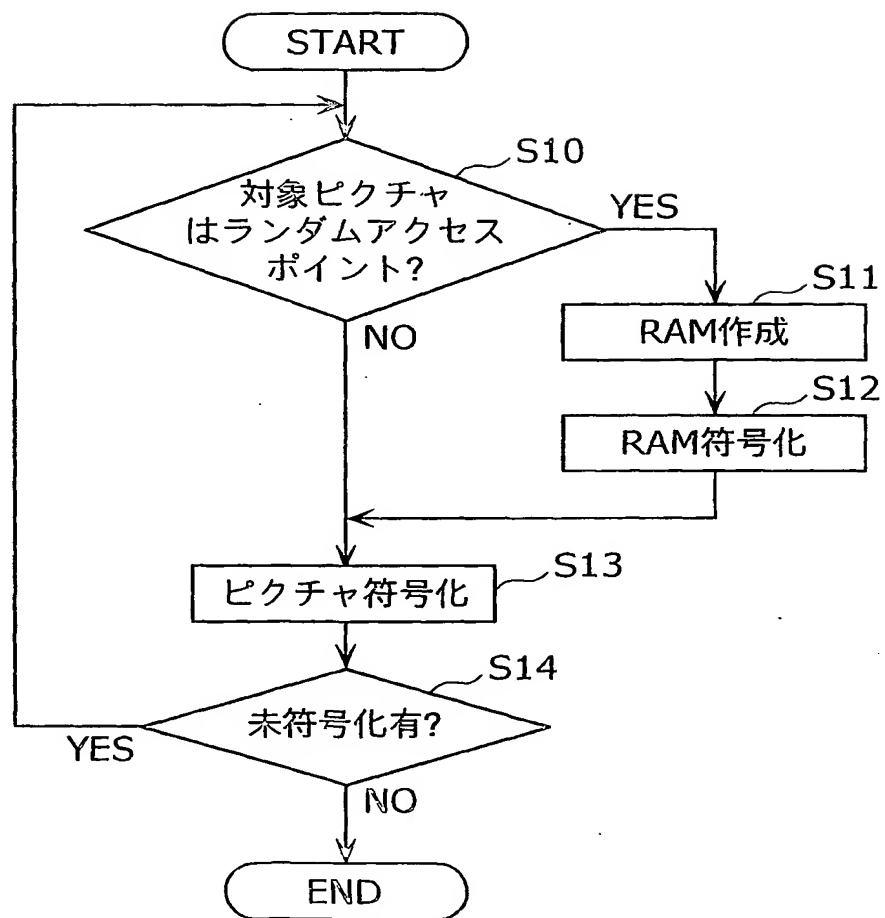 START
S10
対象ピクチャ
はランダムアクセス
ポイント?
YES
NO
S11
RAM作成
S12
RAM符号化
S13
ピクチャ符号化
S14
未符号化有?
YES
NO
END